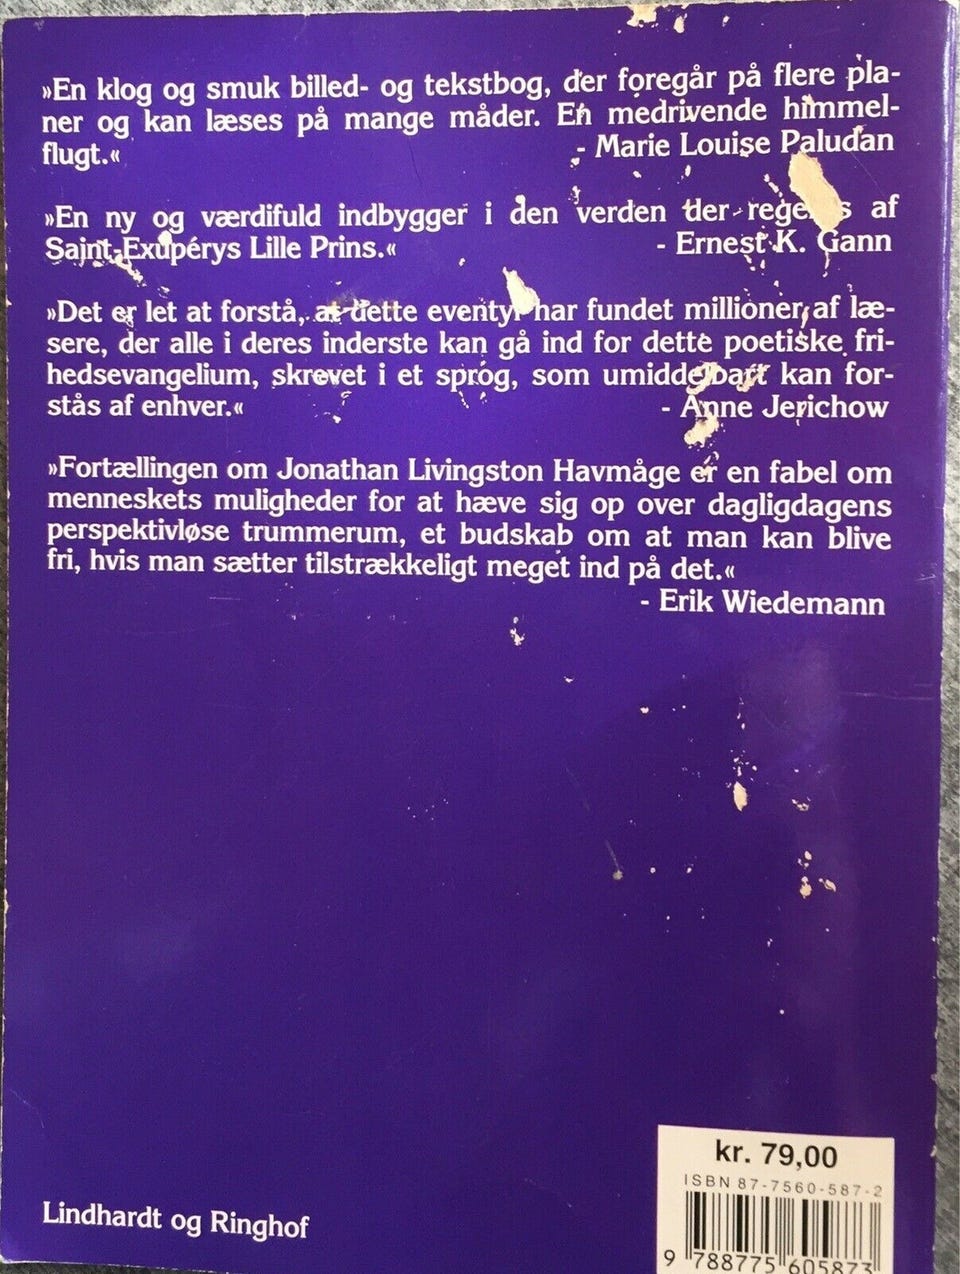 »En klog og smuk billed- og tekstbog, der foregår på flere pla-
ner og kan læses på mange måder. En medrivende himmel-
flugt.«
- Marie Louise Paludan
»En ny og værdifuld indbygger i den verden der regeres af
Saint-Exupérys Lille Prins.«
- Ernest K. Gann
»Det er let at forstå, at dette eventyr har fundet millioner af læ-
sere, der alle i deres inderste kan gå ind for dette poetiske fri-
hedsevangelium, skrevet i et sprog, som umiddelbart kan for-
stås af enhver.«
- Anne Jerichow
»Fortællingen om Jonathan Livingston Havmåge er en fabel om
menneskets muligheder for at hæve sig op over dagligdagens
perspektivløse trummerum, et budskab om at man kan blive
fri, hvis man sætter tilstrækkeligt meget ind på det.«
- Erik Wiedemann
kr. 79,00
ISBN 87-7560-587-2
9 788775 605873
Lindhardt og Ringhof